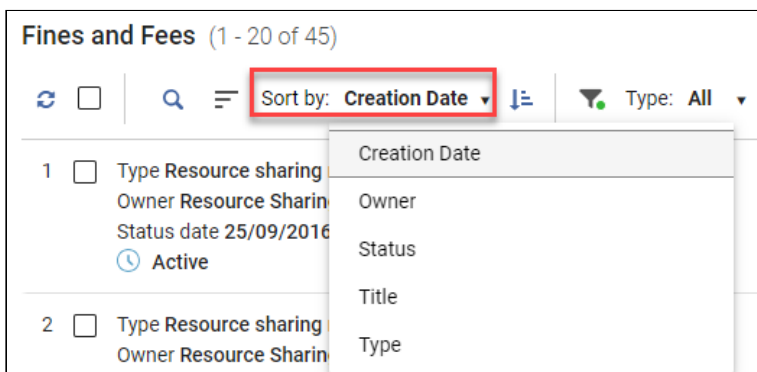 Fines and Fees (1 - 20 of 45)
Sort by: Creation Date Type: All
Creation Date
1 Type Resource sharing
Owner Resource Sharin
Owner
Status date 25/09/2016
Status
Active
Title
2 Type Resource sharing
Type
Owner Resource Sharin